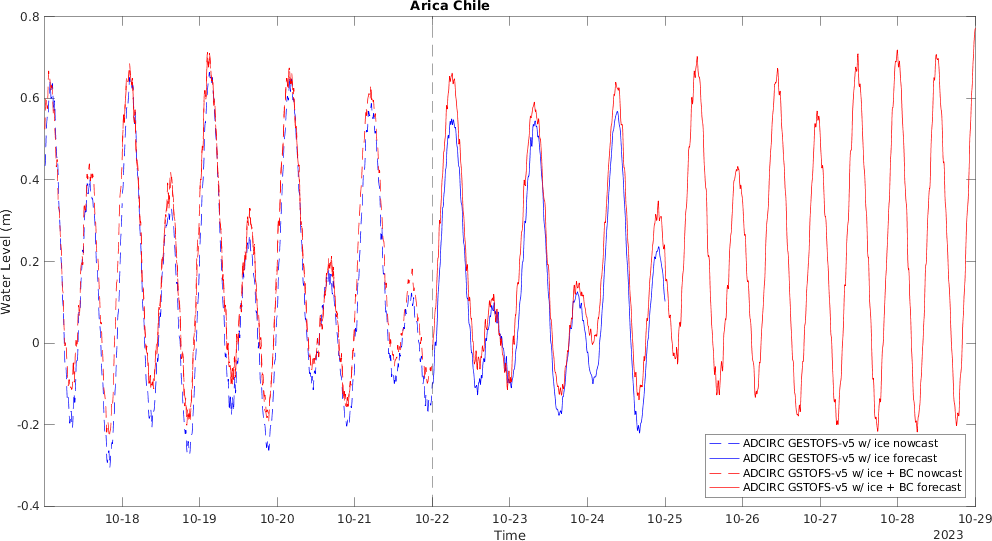 Arica Chile
0.8
0.6
0.4
0.2
0
-0.2
-0.4
Water Level (m)
10-18 10-19 10-20 10-21 10-22 10-23 10-24 10-25 10-26 10-27 10-28 10-29
Time
2023
ADCIRC GESTOFS-v5 w/ ice nowcast
ADCIRC GESTOFS-v5 w/ ice forecast
ADCIRC GSTOFS-v5 w/ ice + BC nowcast
ADCIRC GSTOFS-v5 w/ ice + BC forecast